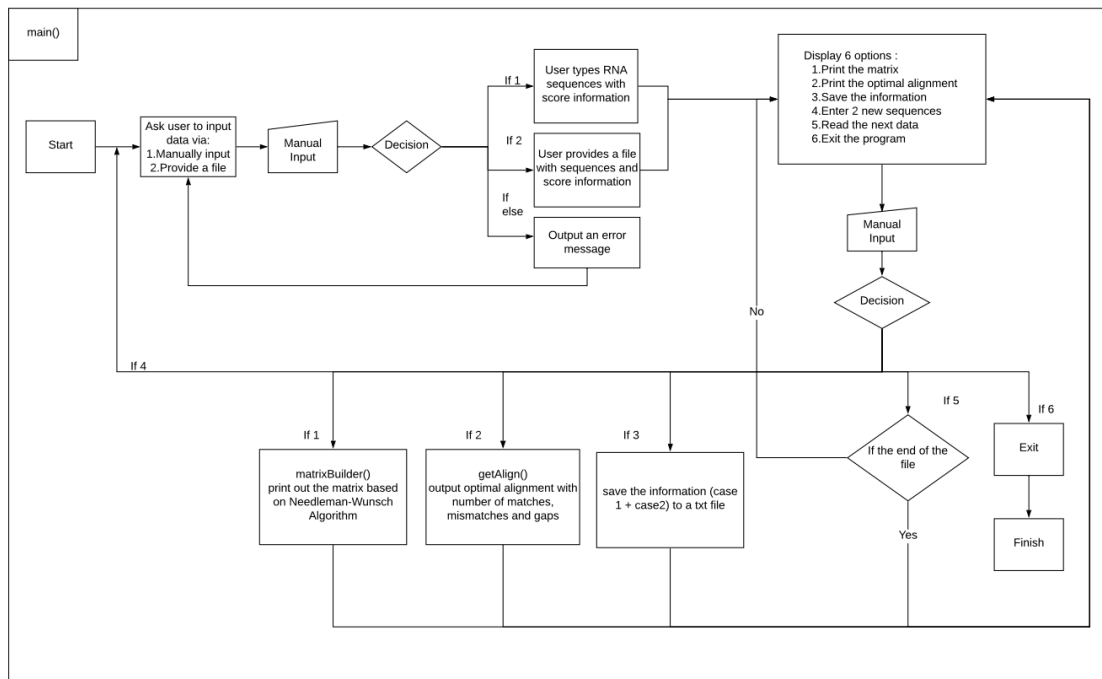 main()
Start
Ask user to input
data via:
1.Manually input
2.Provide a file
Manual
Input
Decision
If 1
User types RNA
sequences with
score information
If 2
User provides a file
with sequences and
score information
If
else
Output an error
message
Display 6 options :
1.Print the matrix
2.Print the optimal alignment
3.Save the information
4.Enter 2 new sequences
5.Read the next data
6.Exit the program
Manual
Input
Decision
No
If 4
If 1
matrixBuilder()
print out the matrix based
on Needleman-Wunsch
Algorithm
If 2
getAlign()
output optimal alignment with
number of matches,
mismatches and gaps
If 3
save the information (case
1 + case2) to a txt file
If 5
If the end of the
file
Yes
If 6
Exit
Finish